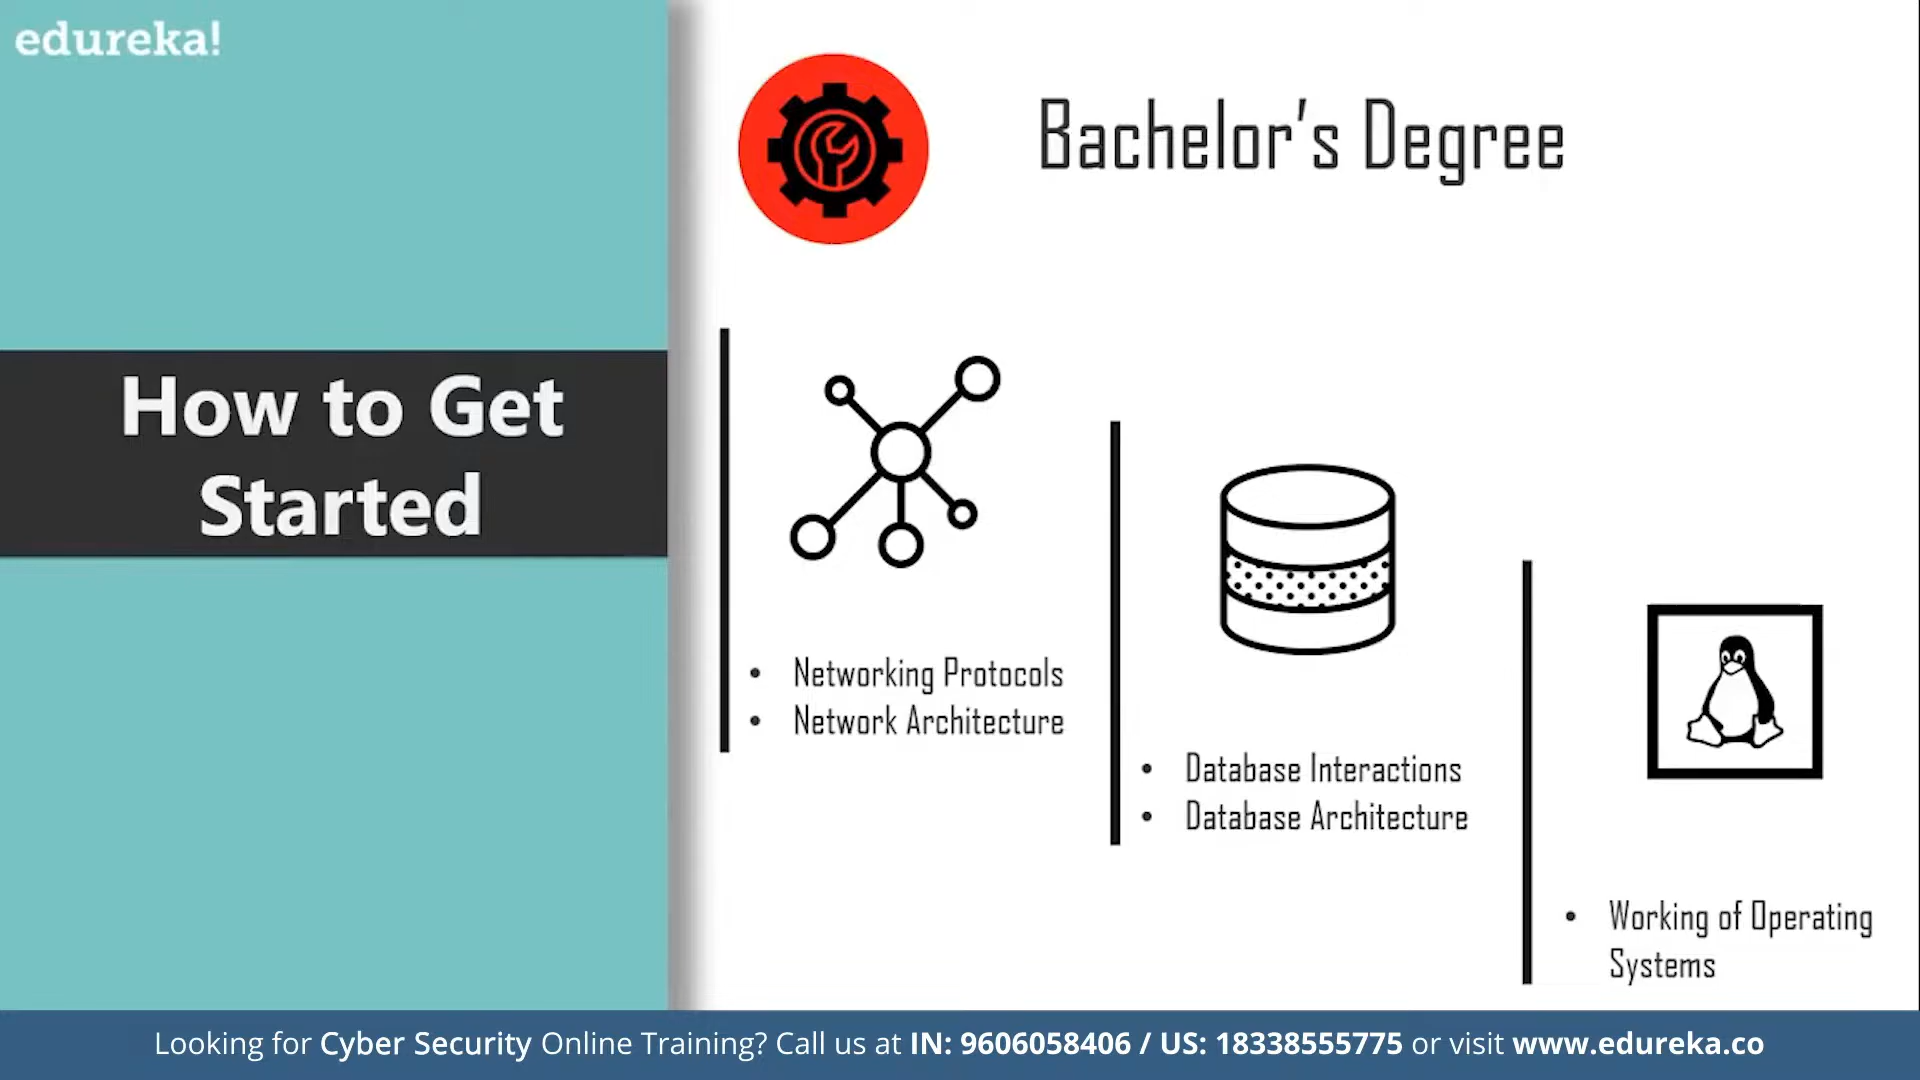 edureka!
How to Get
Started
Bachelor's Degree
• Networking Protocols
• Network Architecture
• Database Interactions
• Database Architecture
• Working of Operating
Systems
Looking for Cyber Security Online Training? Call us at IN: 9606058406 / US: 18338555775 or visit www.edureka.co